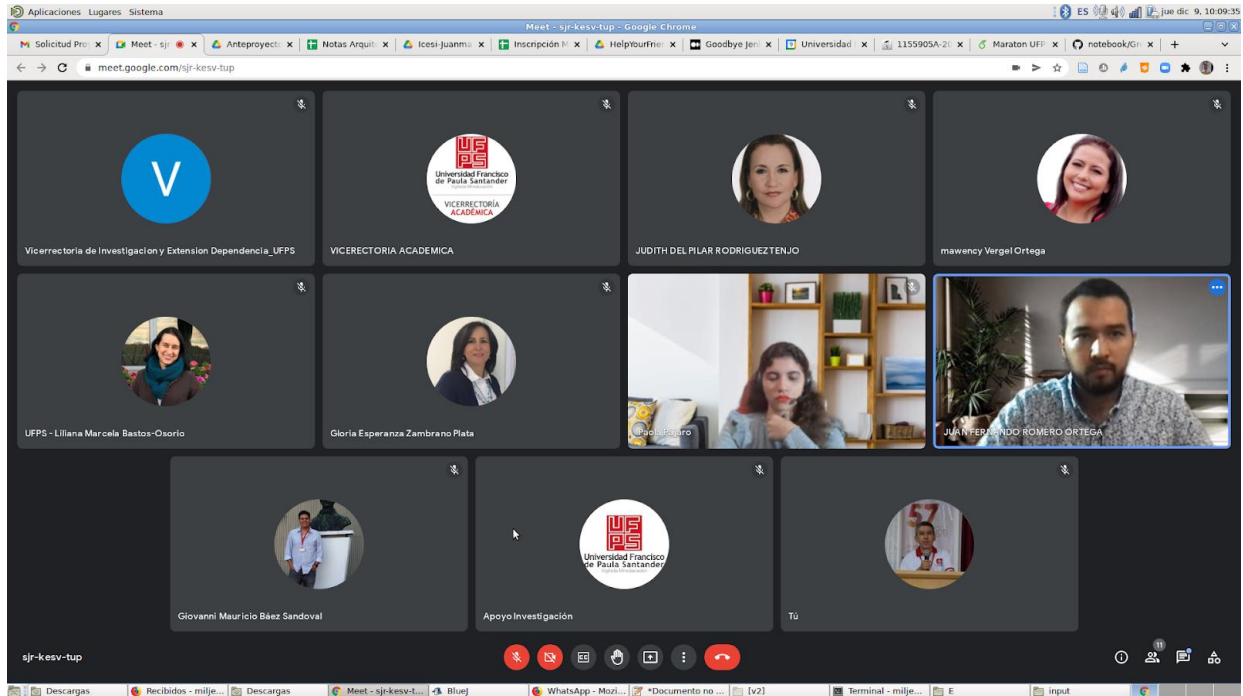 Aplicaciones Lugares Sistema
ES
jue dic 9, 10:09:35
Meet - sjr-kesv-tup - Google Chrome
Solicitud Pro
Meet - sjr
Anteproyecto
Notas Arquit
Icesi-Juanma
Inscripción M
HelpYourFrien
Goodbye Jen
Universidad
1155905A-20
Maraton UFP
notebook/Gr
meet.google.com/sjr-kesv-tup
V
Vicerrectoria de Investigacion y Extension Dependencia_UFPS
UFPS
Universidad Francisco
de Paula Santander
VICERRECTORÍA
ACADÉMICA
VICERECTORIA ACADEMICA
JUDITH DEL PILAR RODRIGUEZ TENJO
mawency Vergel Ortega
UFPS - Liliana Marcela Bastos-Osorio
Gloria Esperanza Zambrano Plata
Paola Pajaro
JUAN FERNANDO ROMERO ORTEGA
Giovanni Mauricio Báez Sandoval
UFPS
Universidad Francisco
de Paula Santander
Apoyo Investigación
57
Tú
sjr-kesv-tup
11
Descargas
Recibidos - milje...
Descargas
Meet - sjr-kesv-t...
BlueJ
WhatsApp - Mozi...
*Documento no ...
[v2]
Terminal - milje...
E
input